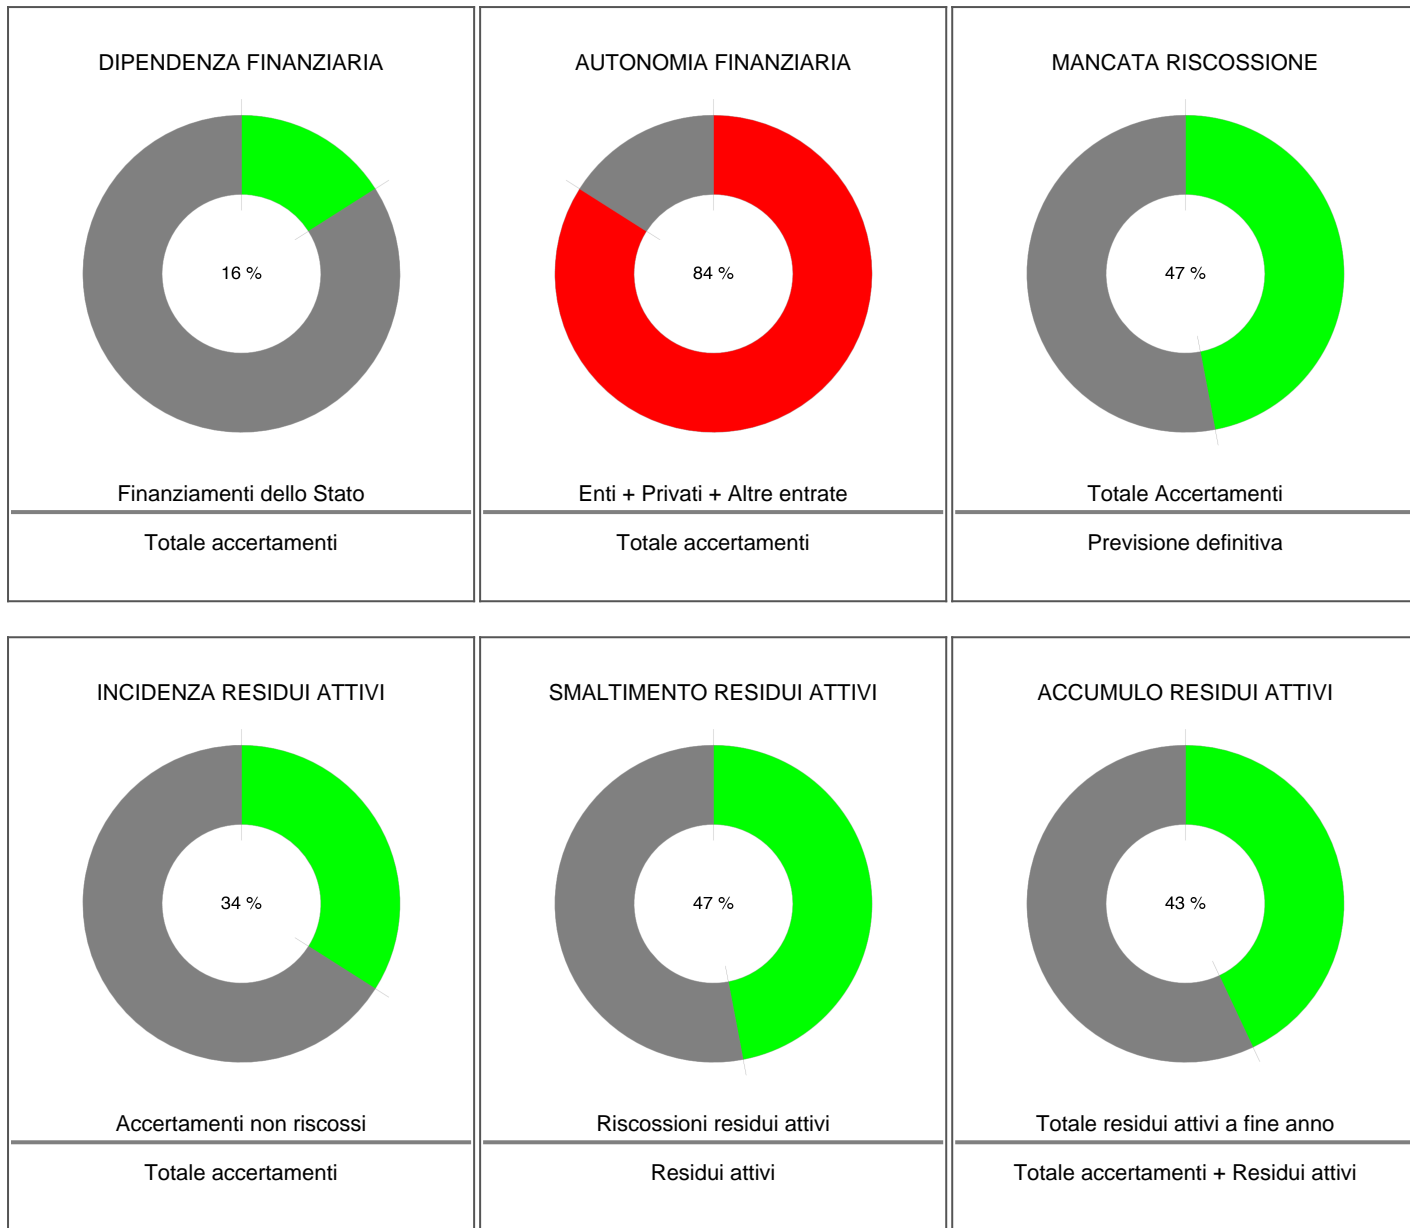 DIPENDENZA FINANZIARIA
16 %
Finanziamenti dello Stato
Totale accertamenti
AUTONOMIA FINANZIARIA
84 %
Enti + Privati + Altre entrate
Totale accertamenti
MANCATA RISCOSSIONE
47 %
Totale Accertamenti
Previsione definitiva
INCIDENZA RESIDUI ATTIVI
34 %
Accertamenti non riscossi
Totale accertamenti
SMALTIMENTO RESIDUI ATTIVI
47 %
Riscossioni residui attivi
Residui attivi
ACCUMULO RESIDUI ATTIVI
43 %
Totale residui attivi a fine anno
Totale accertamenti + Residui attivi